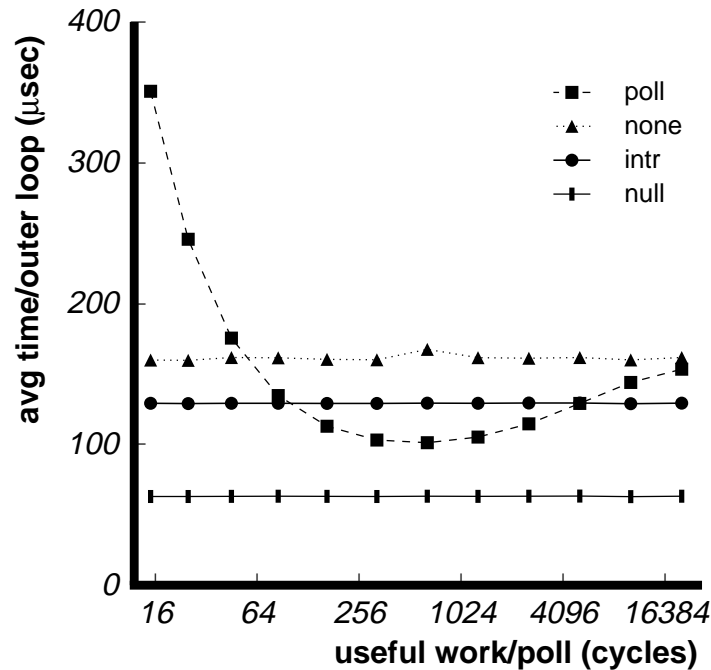 400
300
200
100
0
avg time/outer loop (μsec)
poll
none
intr
null
16 64 256 1024 4096 16384
useful work/poll (cycles)